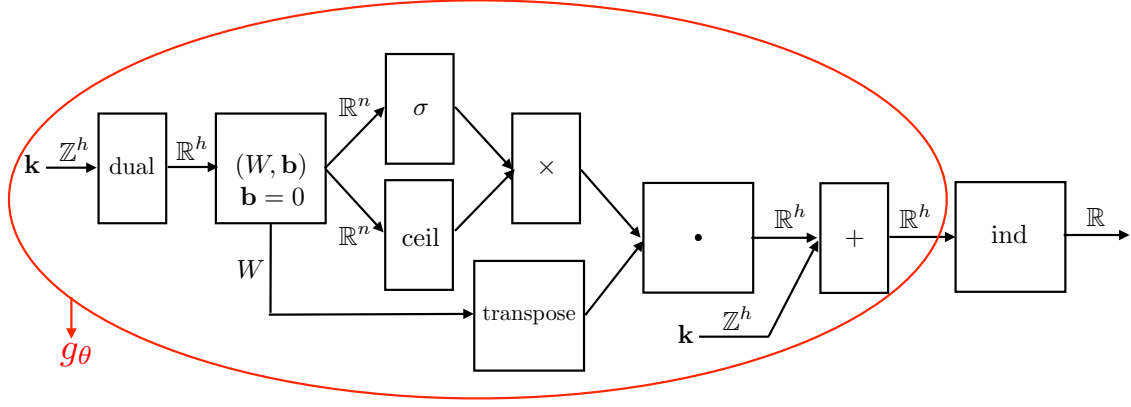 𝐤 ℤ^h
dual
ℝ^h
(W, 𝐛)
𝐛 = 0
ℝ^n
ℝ^n
σ
ceil
×
W
transpose
•
ℝ^h
𝐤 ℤ^h
+
ℝ^h
ind
ℝ
g_θ